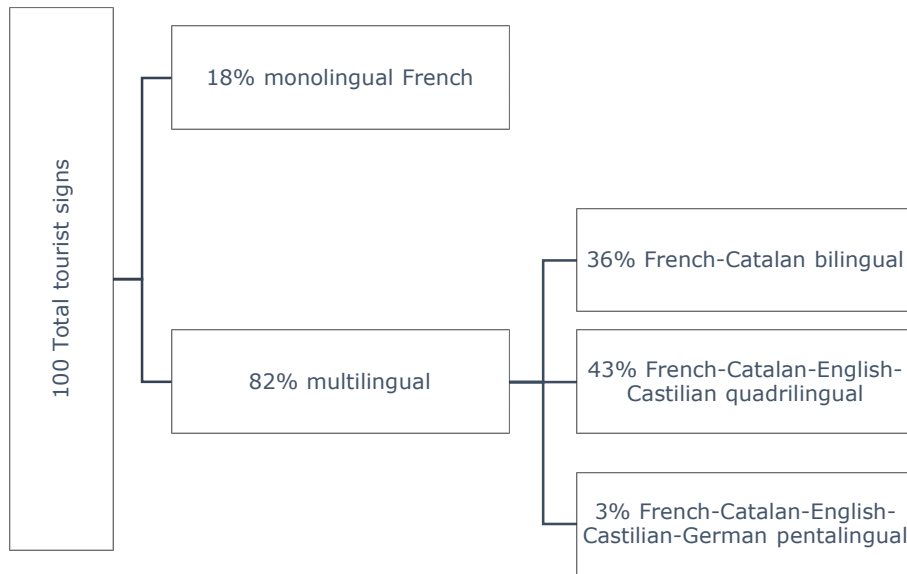 100 Total tourist signs
18% monolingual French
82% multilingual
36% French-Catalan bilingual
43% French-Catalan-English-
Castilian quadrilingual
3% French-Catalan-English-
Castilian-German pentalingual